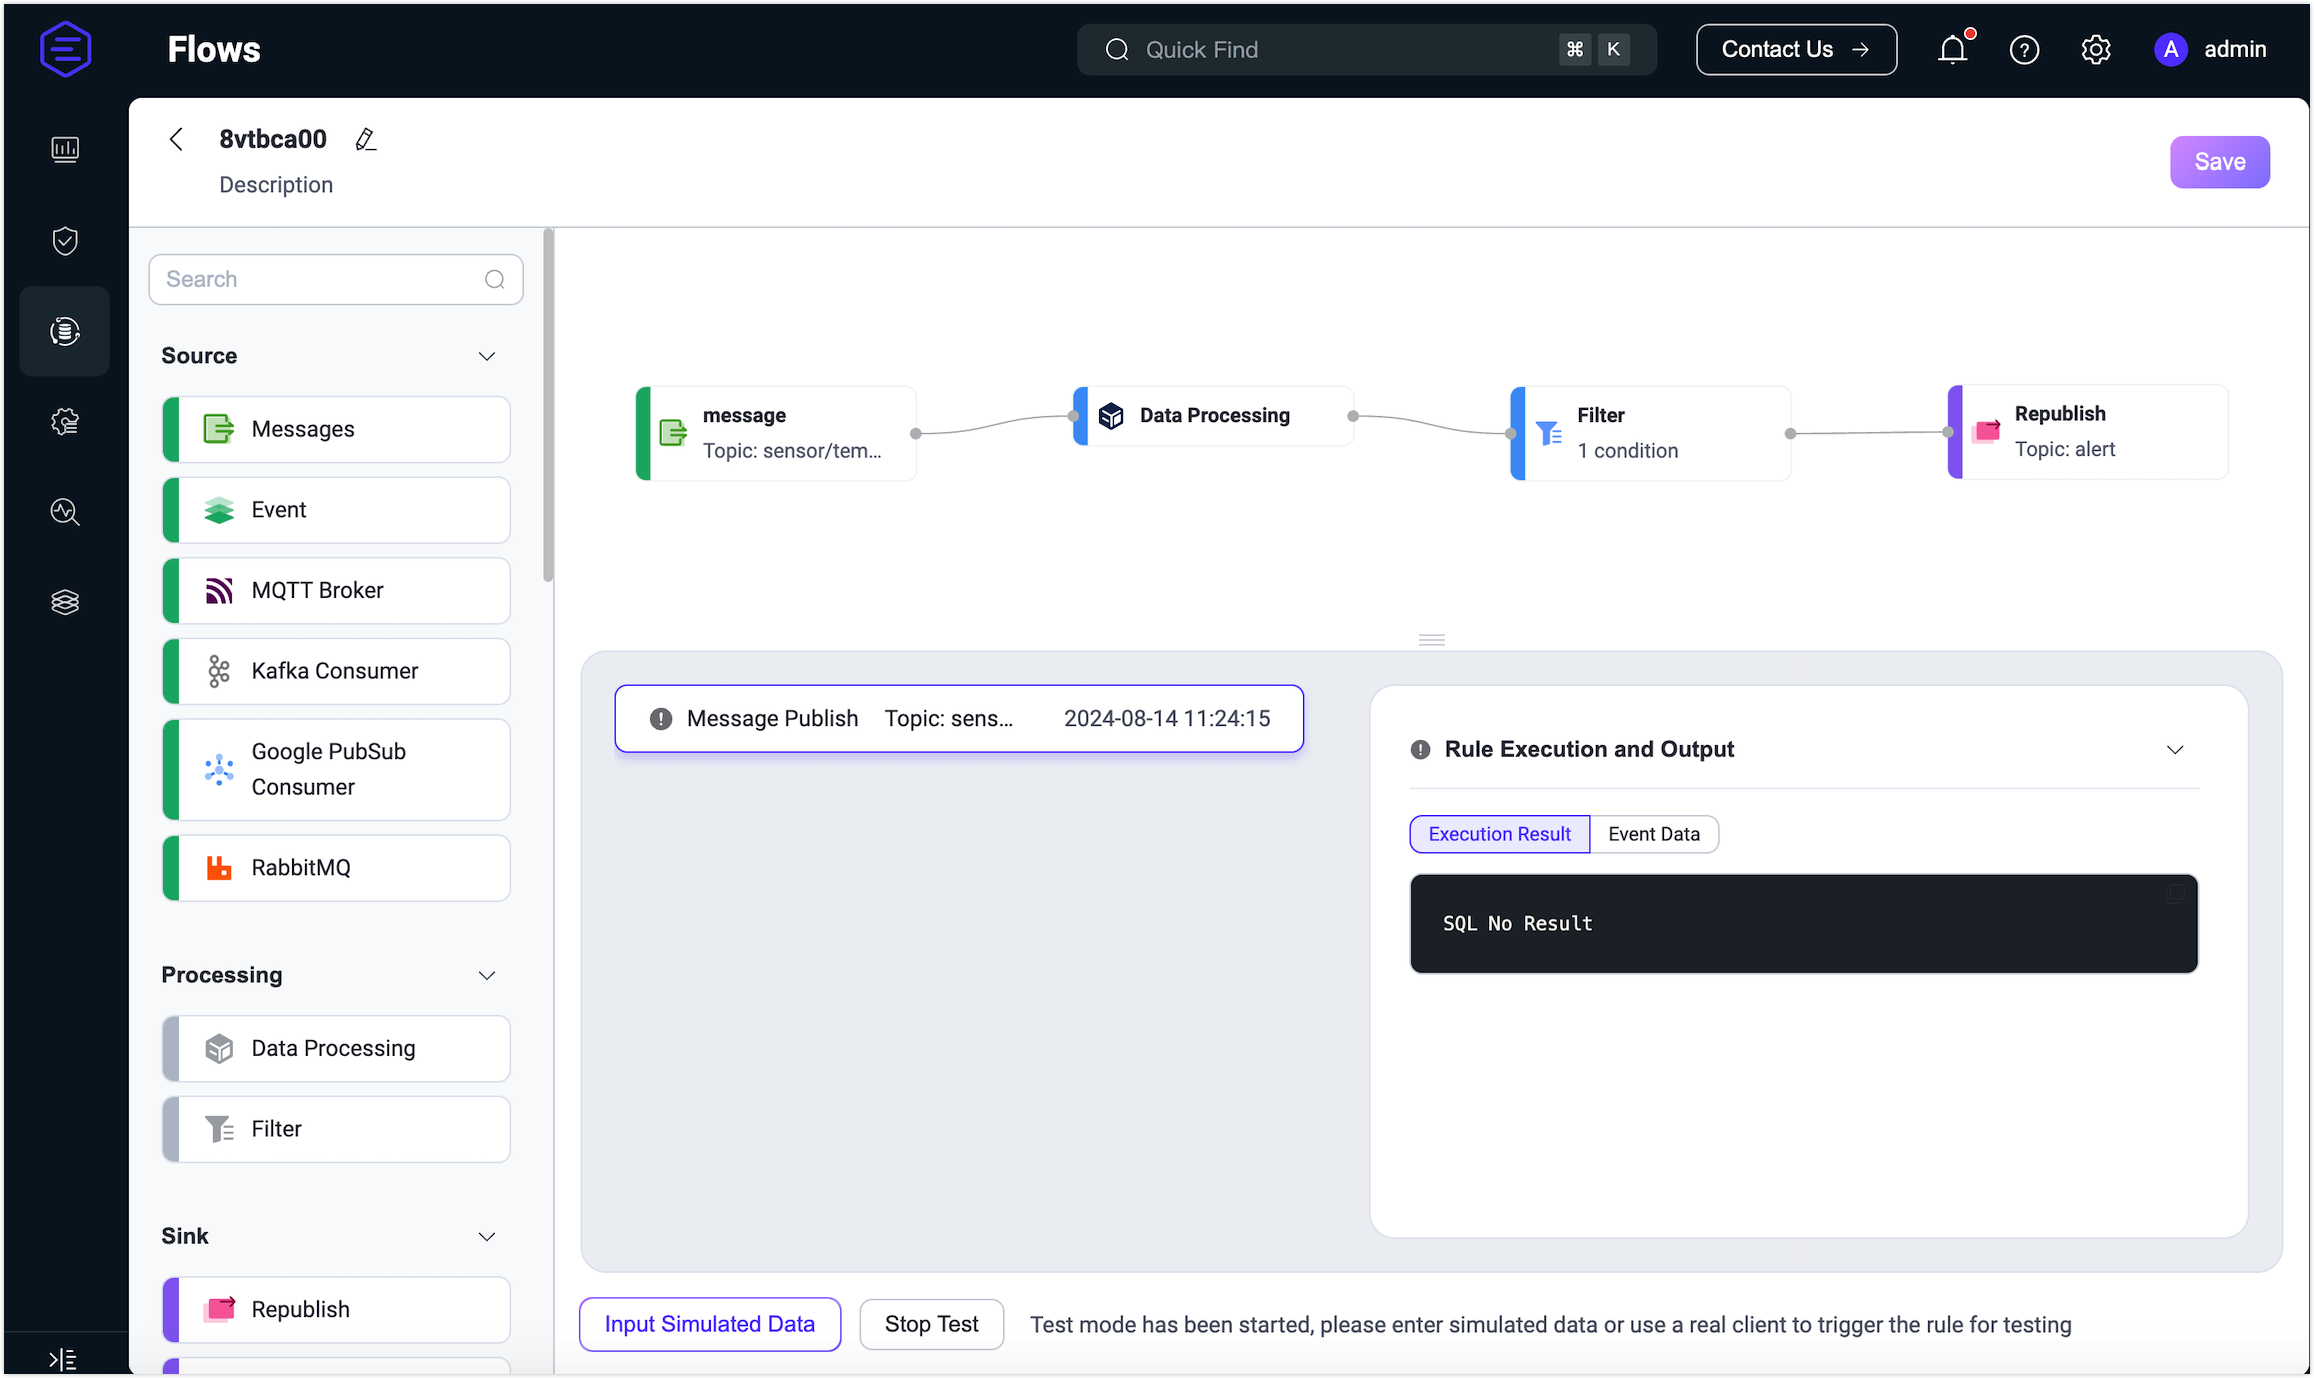 Flows
Quick Find
⌘ K
Contact Us →
A admin
8vtbca00
Description
Save
Search
Source
Messages
Event
MQTT Broker
Kafka Consumer
Google PubSub
Consumer
RabbitMQ
Processing
Data Processing
Filter
Sink
Republish
message
Topic: sensor/tem...
Data Processing
Filter
1 condition
Republish
Topic: alert
Message Publish Topic: sens... 2024-08-14 11:24:15
Rule Execution and Output
Execution Result Event Data
SQL No Result
Input Simulated Data
Stop Test
Test mode has been started, please enter simulated data or use a real client to trigger the rule for testing